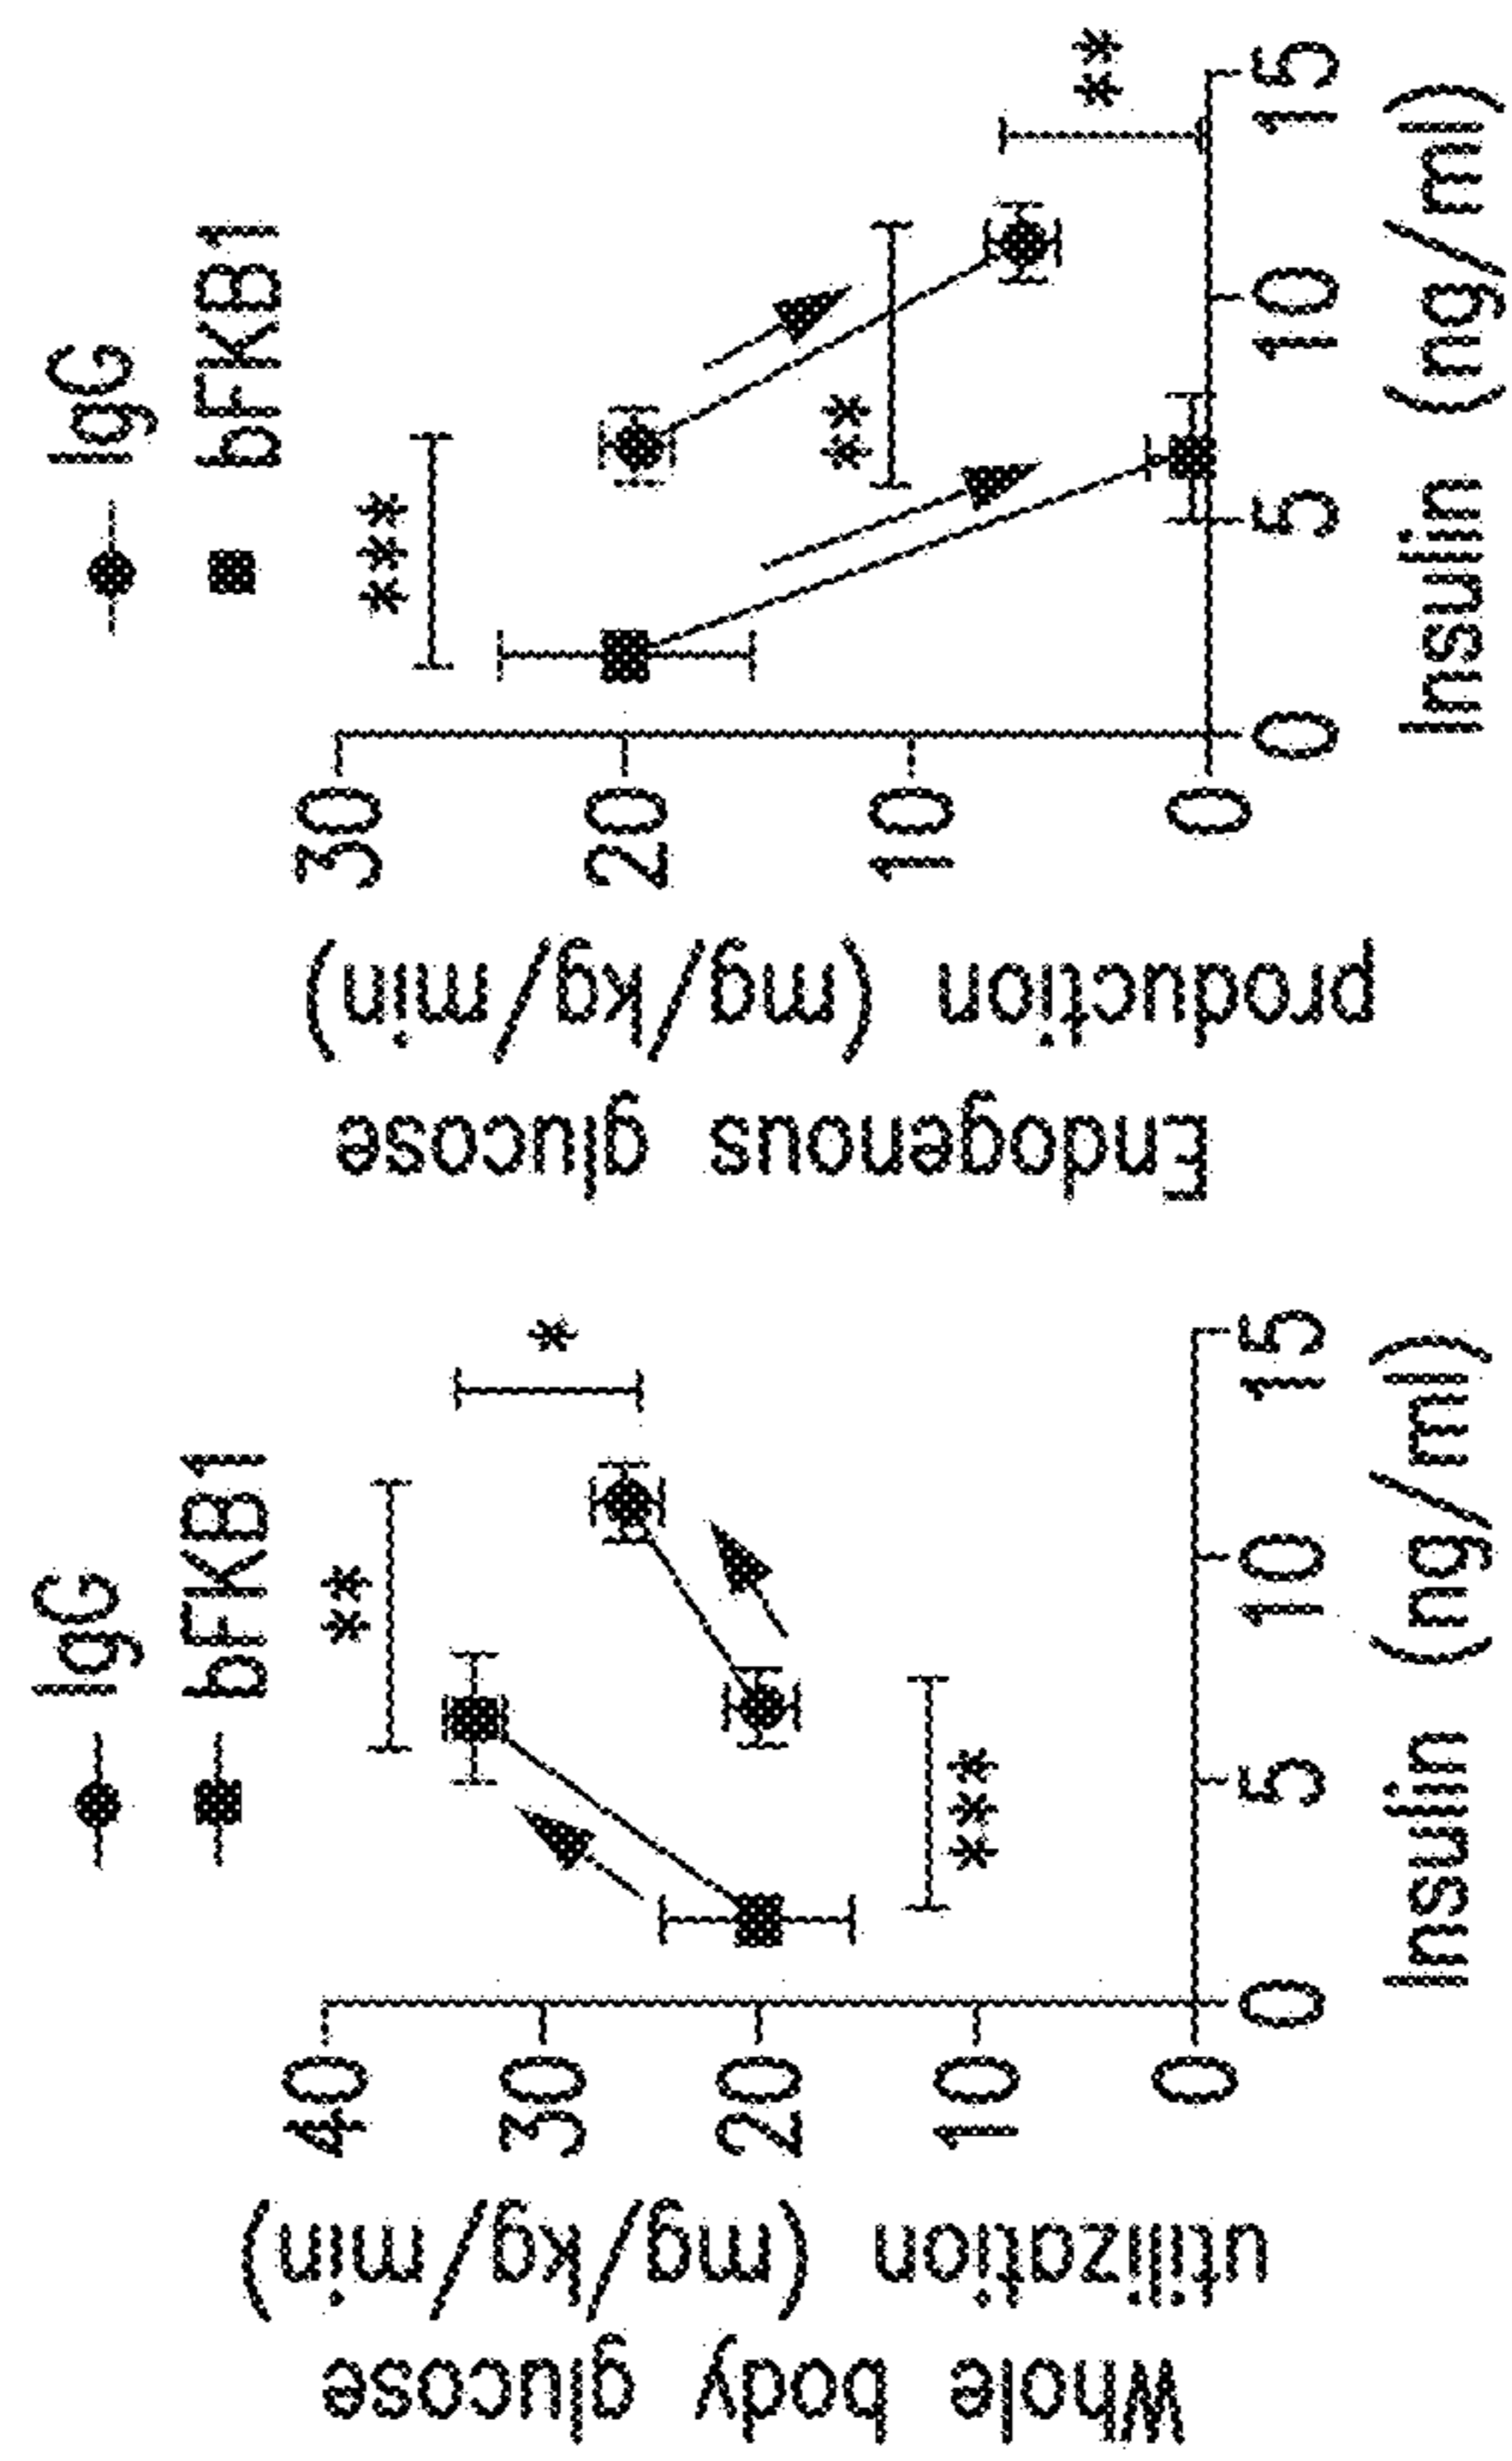 IgG
bFKB1
Whole body glucose
utilization (mg/kg/min)
40
30
20
10
0
**
*
***
0
5
10
15
Insulin (ng/ml)
IgG
bFKB1
Endogenous glucose
production (mg/kg/min)
30
20
10
0
***
**
**
0
5
10
15
Insulin (ng/ml)